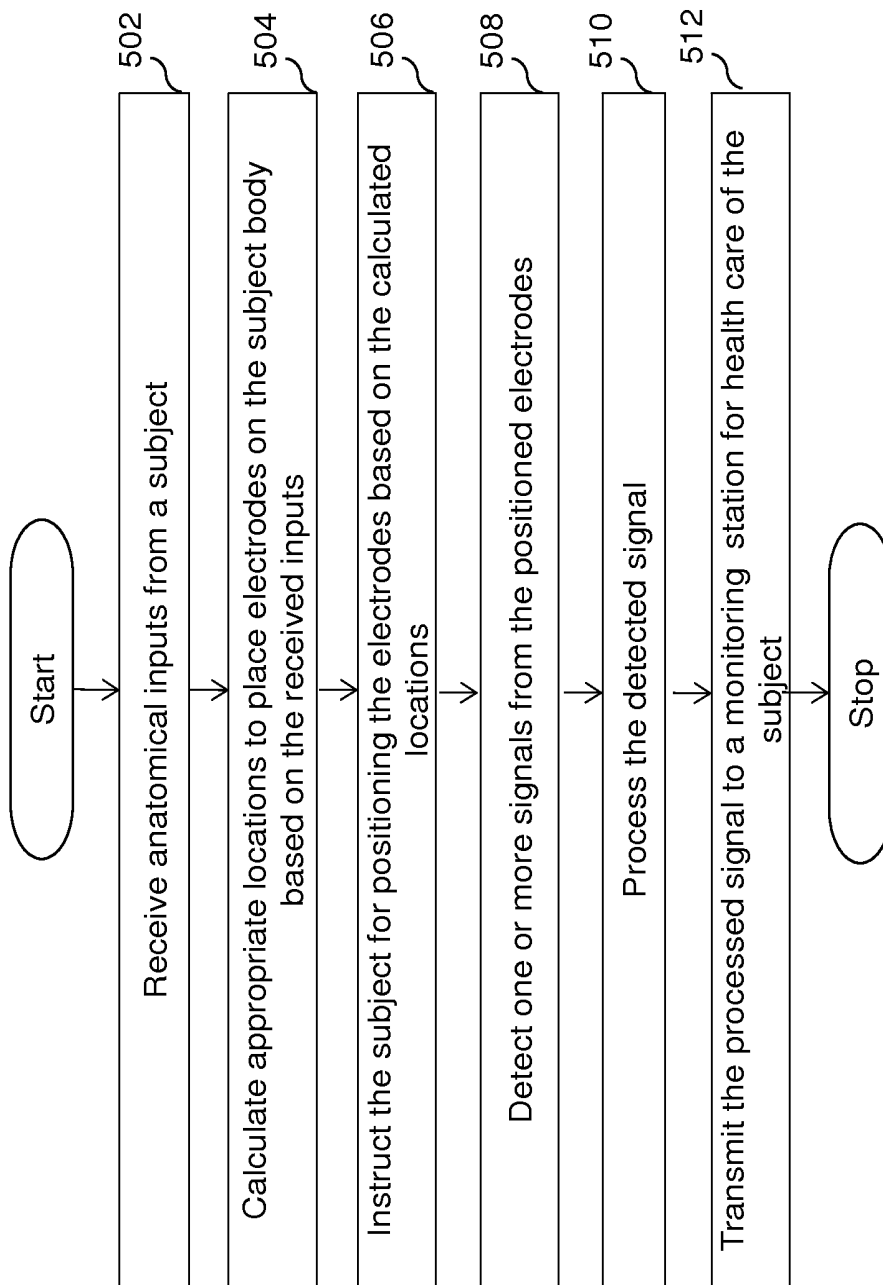 Start
502
Receive anatomical inputs from a subject
504
Calculate appropriate locations to place electrodes on the subject body
based on the received inputs
506
Instruct the subject for positioning the electrodes based on the calculated
locations
508
Detect one or more signals from the positioned electrodes
510
Process the detected signal
512
Transmit the processed signal to a monitoring station for health care of the
subject
Stop